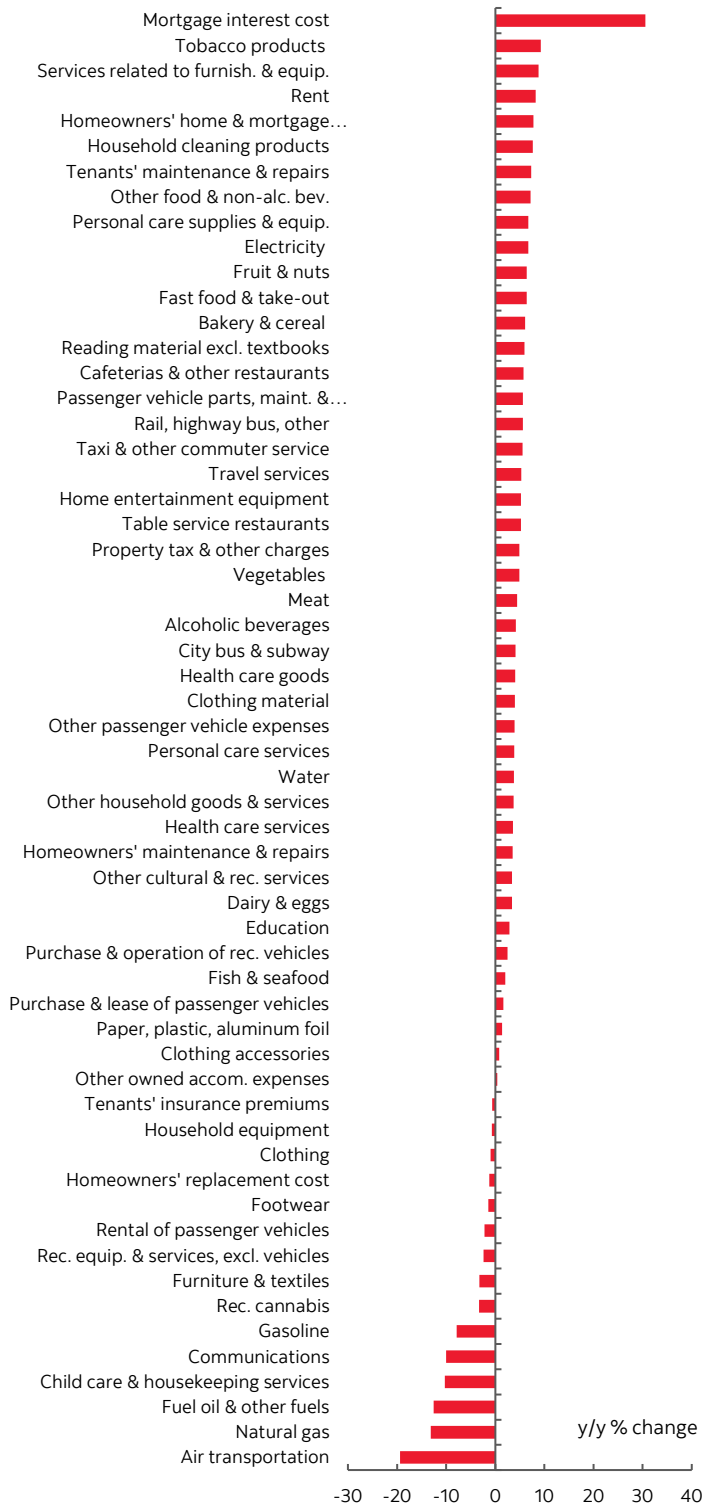 Mortgage interest cost
Tobacco products
Services related to furnish. & equip.
Rent
Homeowners' home & mortgage…
Household cleaning products
Tenants' maintenance & repairs
Other food & non-alc. bev.
Personal care supplies & equip.
Electricity
Fruit & nuts
Fast food & take-out
Bakery & cereal
Reading material excl. textbooks
Cafeterias & other restaurants
Passenger vehicle parts, maint. &…
Rail, highway bus, other
Taxi & other commuter service
Travel services
Home entertainment equipment
Table service restaurants
Property tax & other charges
Vegetables
Meat
Alcoholic beverages
City bus & subway
Health care goods
Clothing material
Other passenger vehicle expenses
Personal care services
Water
Other household goods & services
Health care services
Homeowners' maintenance & repairs
Other cultural & rec. services
Dairy & eggs
Education
Purchase & operation of rec. vehicles
Fish & seafood
Purchase & lease of passenger vehicles
Paper, plastic, aluminum foil
Clothing accessories
Other owned accom. expenses
Tenants' insurance premiums
Household equipment
Clothing
Homeowners' replacement cost
Footwear
Rental of passenger vehicles
Rec. equip. & services, excl. vehicles
Furniture & textiles
Rec. cannabis
Gasoline
Communications
Child care & housekeeping services
Fuel oil & other fuels
Natural gas
y/y % change
Air transportation
-30 -20 -10 0 10 20 30 40